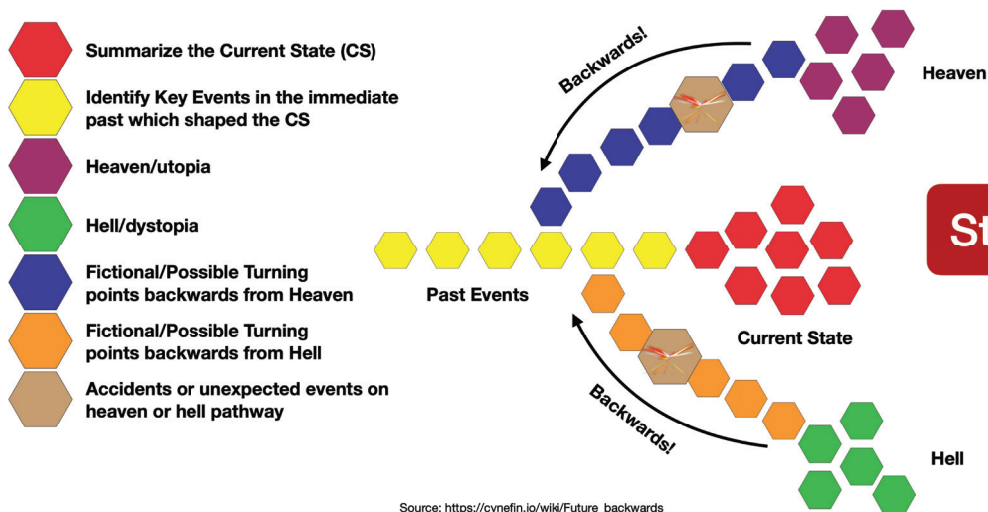 Summarize the Current State (CS)
Identify Key Events in the immediate
past which shaped the CS
Heaven/utopia
Hell/dystopia
Fictional/Possible Turning
points backwards from Heaven
Fictional/Possible Turning
points backwards from Hell
Accidents or unexpected events on
heaven or hell pathway
Backwards!
Heaven
St
Past Events
Current State
Backwards!
Hell
Source: https://cynefin.io/wiki/Future_backwards